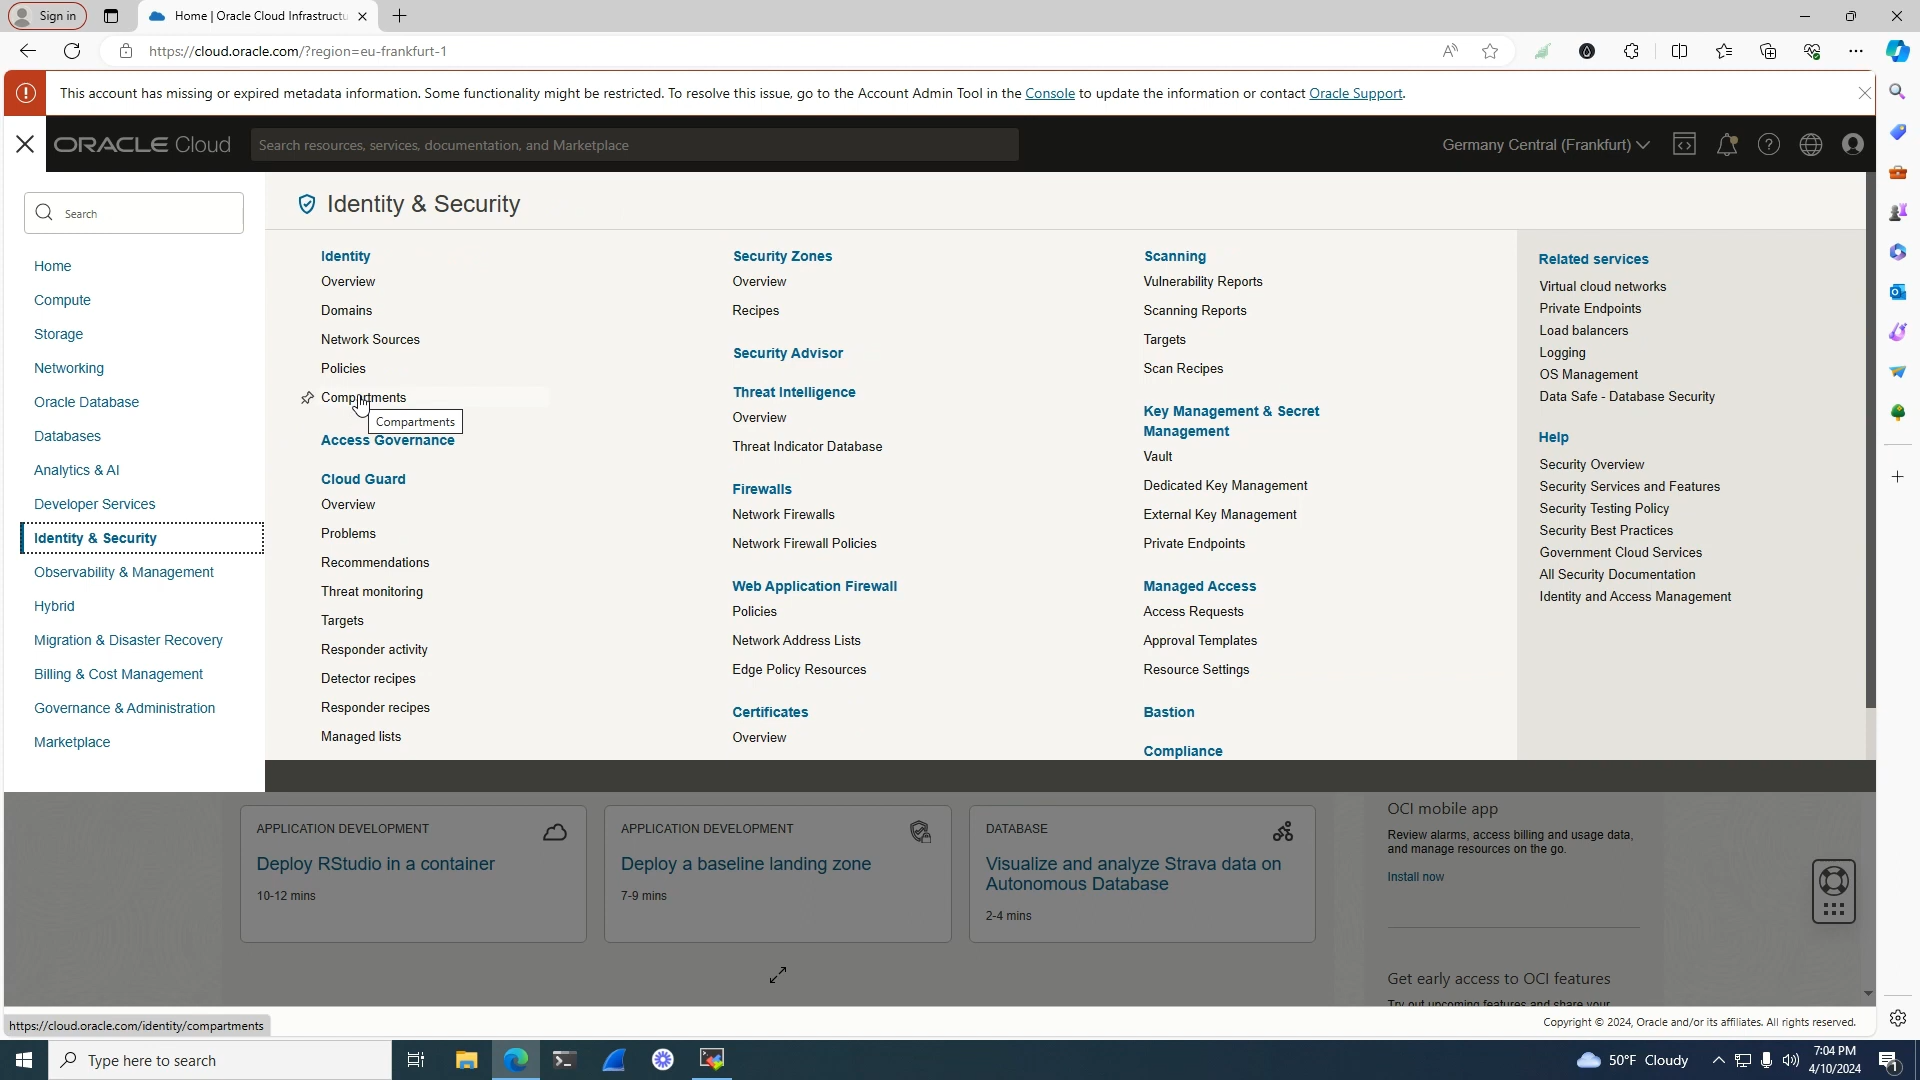 Sign in
Home | Oracle Cloud Infrastructu
https://cloud.oracle.com/?region=eu-frankfurt-1
This account has missing or expired metadata information. Some functionality might be restricted. To resolve this issue, go to the Account Admin Tool in the Console to update the information or contact Oracle Support.
ORACLE Cloud
Search resources, services, documentation, and Marketplace
Germany Central (Frankfurt)
Search
Home
Compute
Storage
Networking
Oracle Database
Databases
Analytics & AI
Developer Services
Identity & Security
Observability & Management
Hybrid
Migration & Disaster Recovery
Billing & Cost Management
Governance & Administration
Marketplace
Identity & Security
Identity
Overview
Domains
Network Sources
Policies
Compartments
Compartments
Access Governance
Cloud Guard
Overview
Problems
Recommendations
Threat monitoring
Targets
Responder activity
Detector recipes
Responder recipes
Managed lists
Security Zones
Overview
Recipes
Security Advisor
Threat Intelligence
Overview
Threat Indicator Database
Firewalls
Network Firewalls
Network Firewall Policies
Web Application Firewall
Policies
Network Address Lists
Edge Policy Resources
Certificates
Overview
Scanning
Vulnerability Reports
Scanning Reports
Targets
Scan Recipes
Key Management & Secret
Management
Vault
Dedicated Key Management
External Key Management
Private Endpoints
Managed Access
Access Requests
Approval Templates
Resource Settings
Bastion
Compliance
Related services
Virtual cloud networks
Private Endpoints
Load balancers
Logging
OS Management
Data Safe - Database Security
Help
Security Overview
Security Services and Features
Security Testing Policy
Security Best Practices
Government Cloud Services
All Security Documentation
Identity and Access Management
APPLICATION DEVELOPMENT
Deploy RStudio in a container
10-12 mins
APPLICATION DEVELOPMENT
Deploy a baseline landing zone
7-9 mins
DATABASE
Visualize and analyze Strava data on
Autonomous Database
2-4 mins
OCI mobile app
Review alarms, access billing and usage data,
and manage resources on the go.
Install now
Get early access to OCI features
Try out upcoming features and share your
https://cloud.oracle.com/identity/compartments
Copyright © 2024, Oracle and/or its affiliates. All rights reserved.
Type here to search
50°F Cloudy
7:04 PM
4/10/2024
1